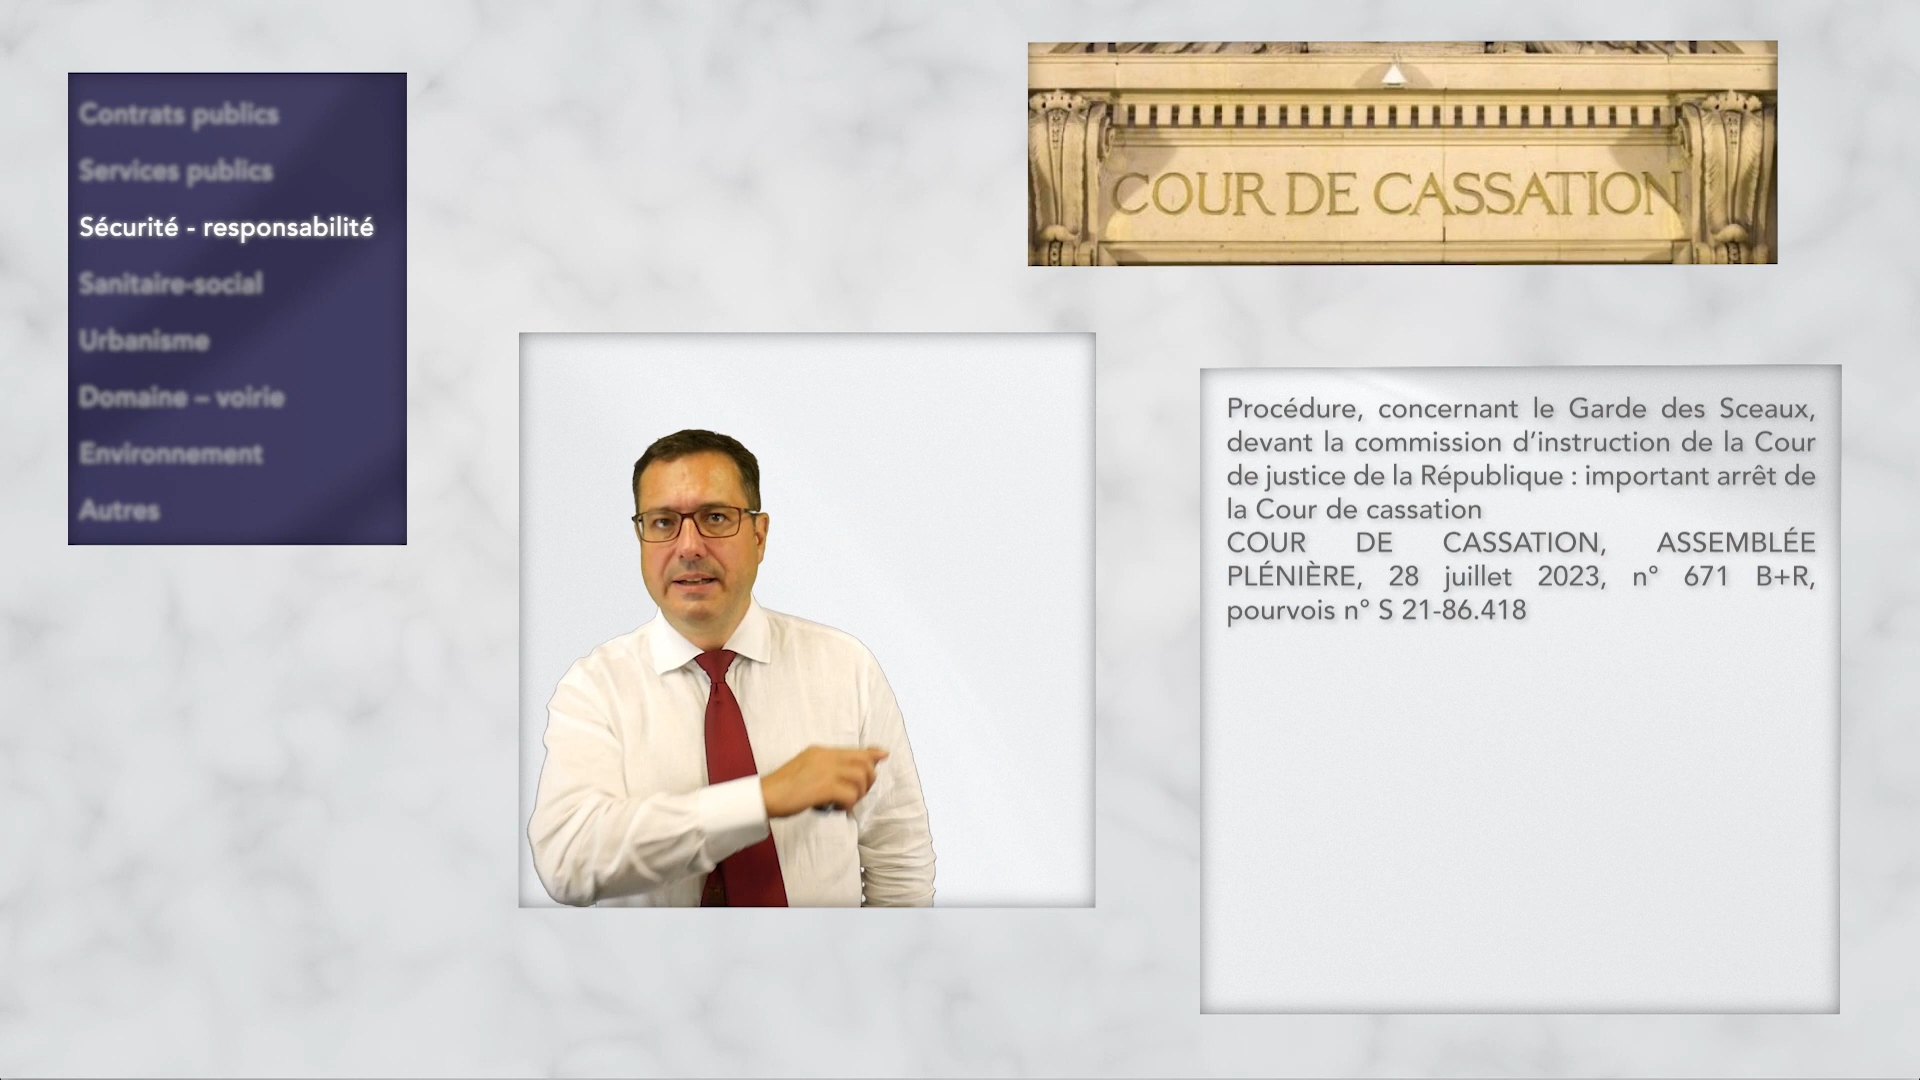 Contrats publics
Services publics
Sécurité - responsabilité
Sanitaire-social
Urbanisme
Domaine – voirie
Environnement
Autres
COUR DE CASSATION
Procédure, concernant le Garde des Sceaux,
devant la commission d’instruction de la Cour
de justice de la République : important arrêt de
la Cour de cassation
COUR DE CASSATION, ASSEMBLÉE
PLÉNIÈRE, 28 juillet 2023, n° 671 B+R,
pourvois n° S 21-86.418